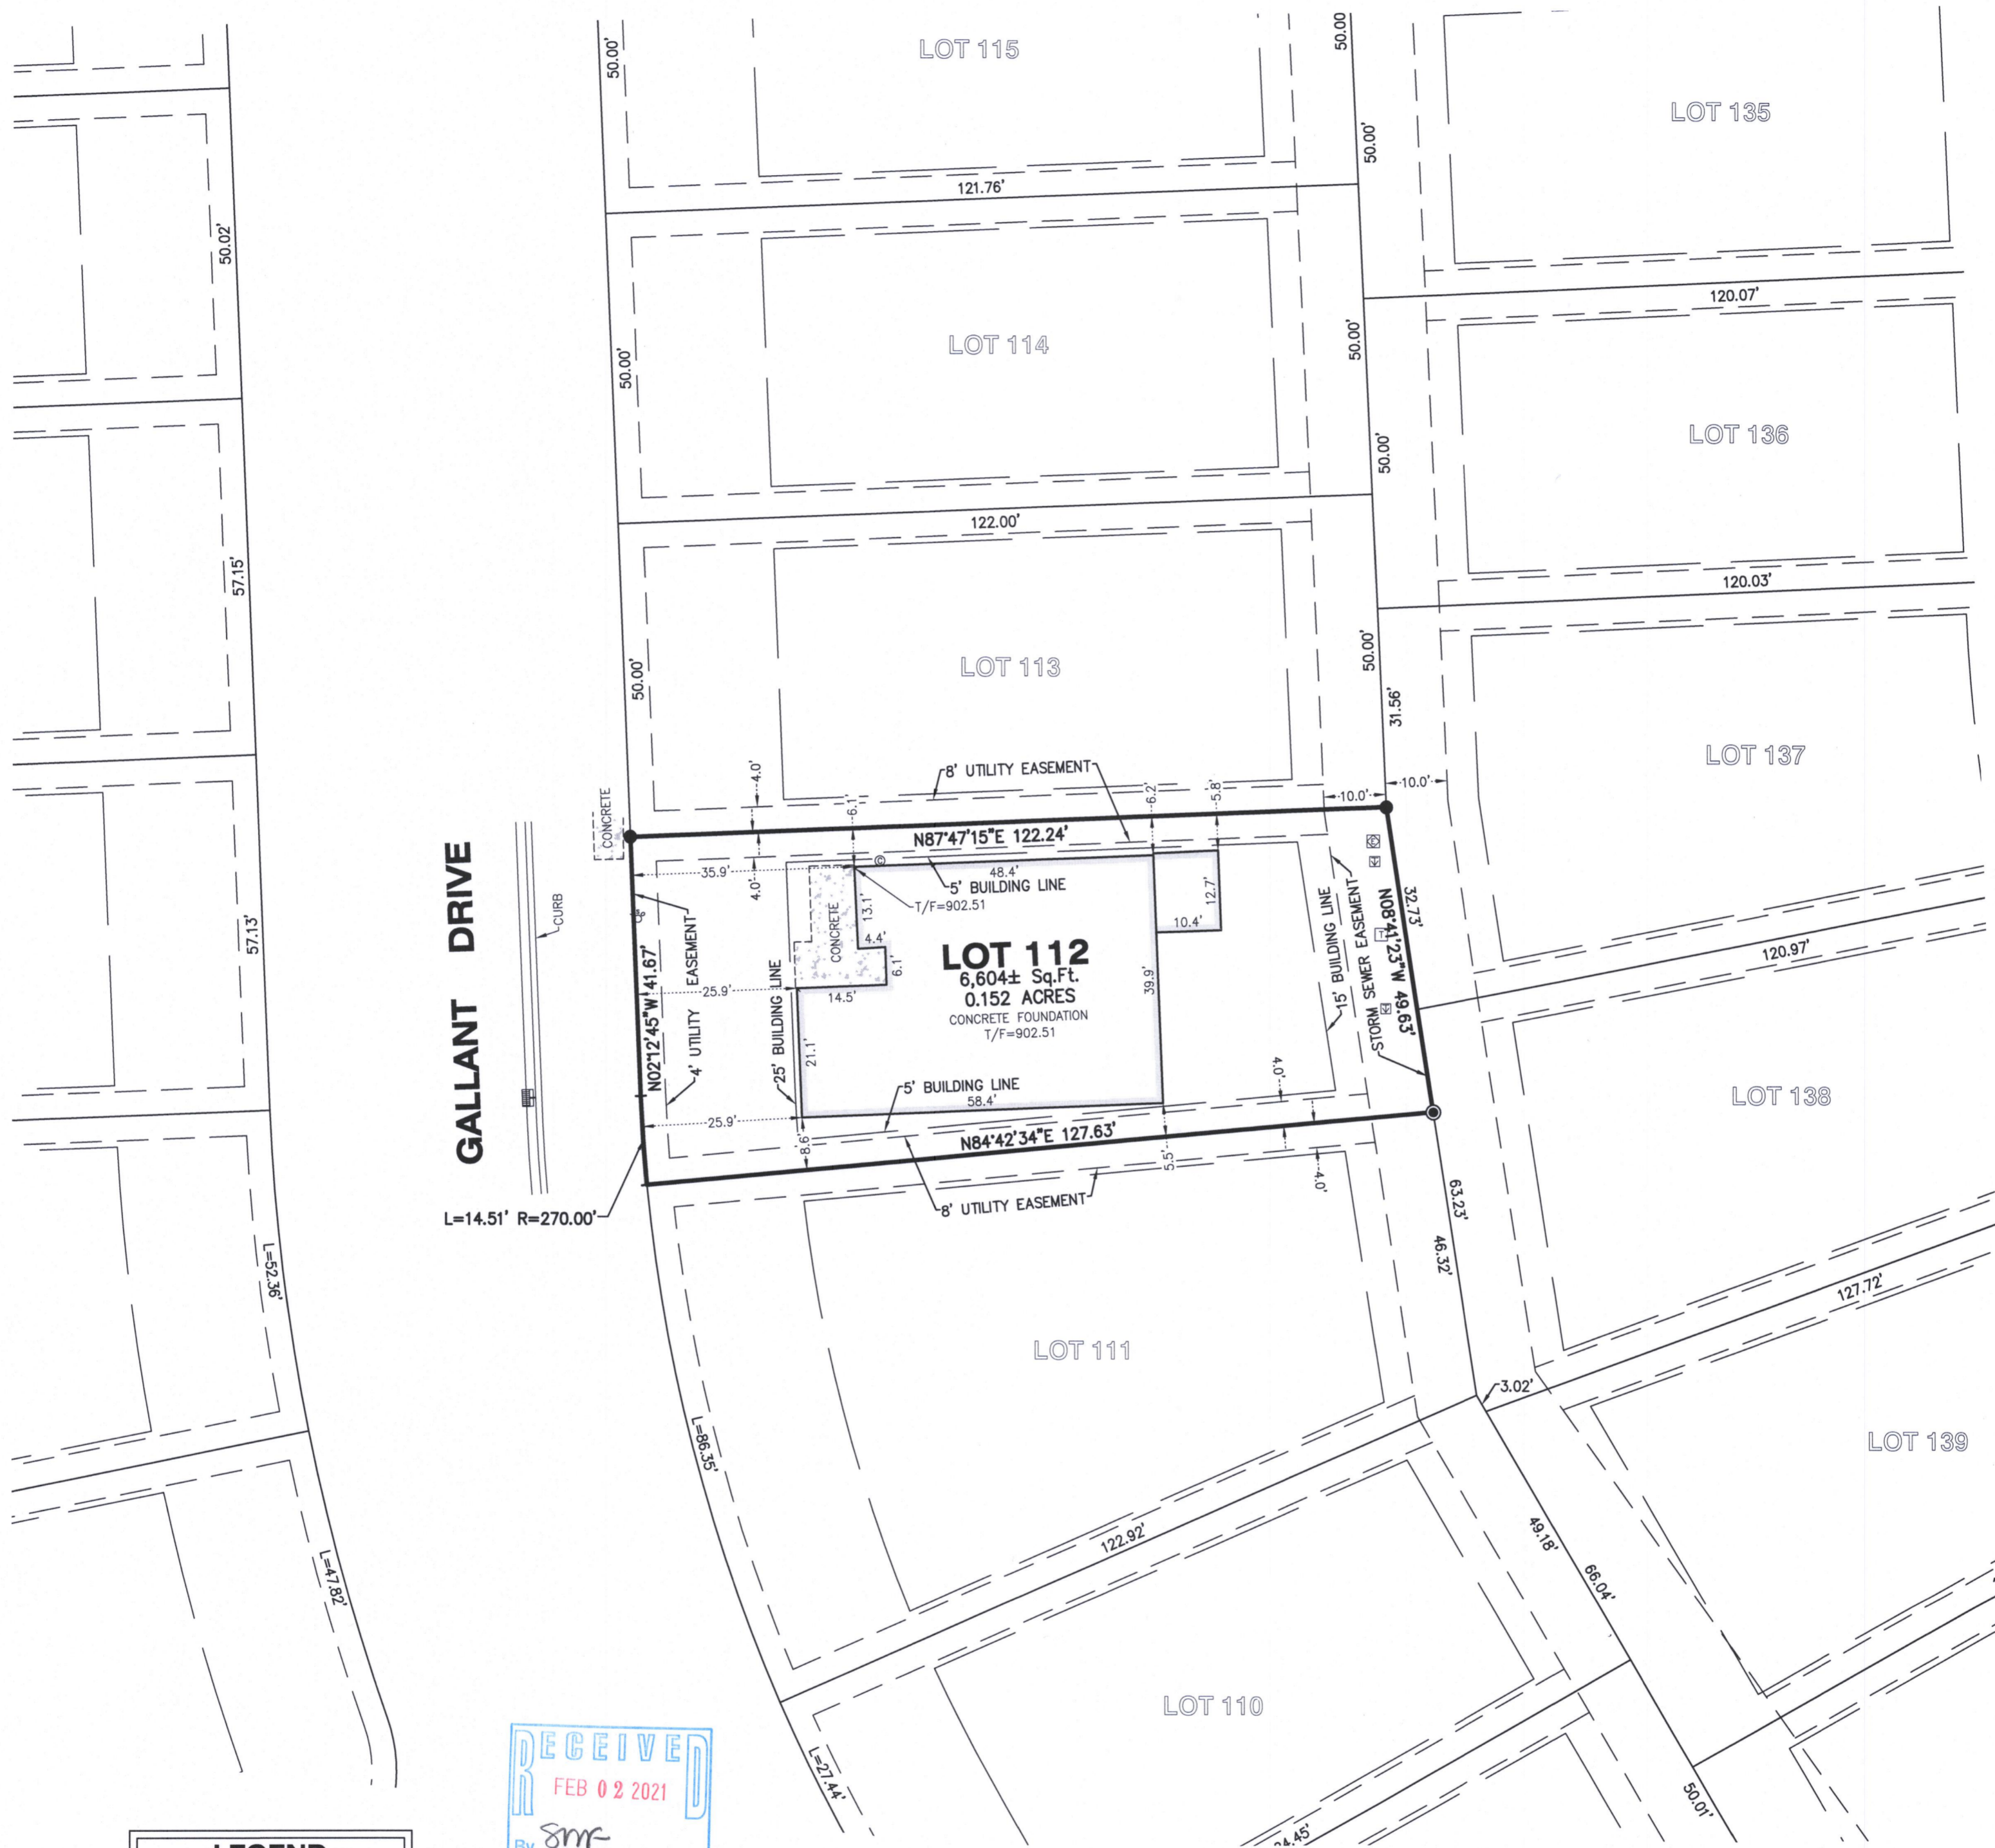 50.00'
LOT 115
50.00
50.00'
LOT 135
121.76'
50.02'
120.07'
50.00'
LOT 114
50.00'
50.00'
LOT 136
122.00'
57.15'
120.03'
50.00'
LOT 113
50.00'
31.56'
LOT 137
8' UTILITY EASEMENT
4.0'
6.1'
6.2'
5.8'
10.0'
10.0'
CONCRETE
N87°47'15"E 122.24'
35.9'
4.0'
48.4'
5' BUILDING LINE
T/F=902.51
13.1'
12.7'
10.4'
CURB
GALLANT DRIVE
57.13'
4.4'
CONCRETE
6.1'
LOT 112
6,604± Sq.Ft.
0.152 ACRES
CONCRETE FOUNDATION
T/F=902.51
39.9'
15' BUILDING LINE
STORM SEWER EASEMENT
N08°41'23"W 49.63'
32.73'
120.97'
N02°12'45"W 41.67'
4' UTILITY EASEMENT
25.9'
14.5'
25' BUILDING LINE
21.1'
5' BUILDING LINE
58.4'
4.0'
LOT 138
25.9'
8.6'
N84°42'34"E 127.63'
5.5'
4.0'
8' UTILITY EASEMENT
L=14.51' R=270.00'
63.23'
46.32'
L=52.36'
127.72'
LOT 111
3.02'
L=86.35'
LOT 139
122.92'
49.18'
66.04'
L=47.82'
LOT 110
L=27.44'
50.01'
24.45'
RECEIVED
FEB 02 2021
By
LEGEND